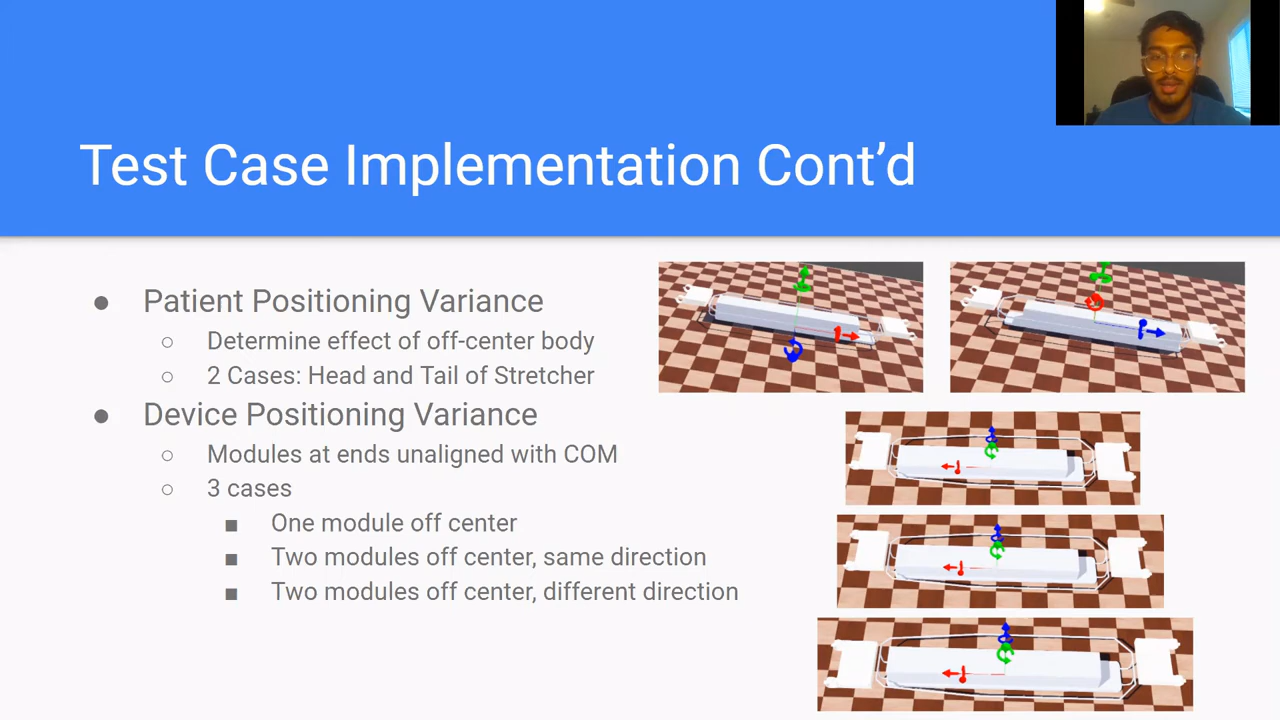 Test Case Implementation Cont’d
● Patient Positioning Variance
○ Determine effect of off-center body
○ 2 Cases: Head and Tail of Stretcher
● Device Positioning Variance
○ Modules at ends unaligned with COM
○ 3 cases
■ One module off center
■ Two modules off center, same direction
■ Two modules off center, different direction